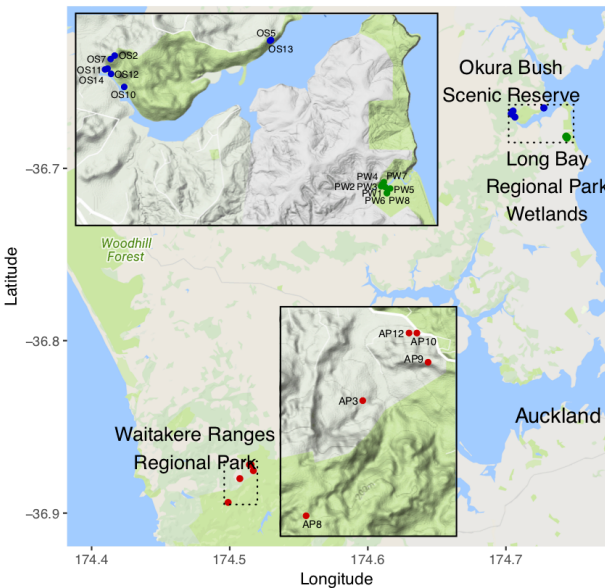 OS5
OS13
OS7 OS2
OS11 OS12
OS14
OS10
PW4 PW7
PW2 PW3 PW5
PW1
PW6 PW8
Okura Bush
Scenic Reserve
Long Bay
Regional Park
Wetlands
Woodhill
Forest
AP12
AP10
AP9
AP3
AP8
Auckland
Waitakere Ranges
Regional Park
Latitude
−36.7
−36.8
−36.9
174.4 174.5 174.6 174.7
Longitude